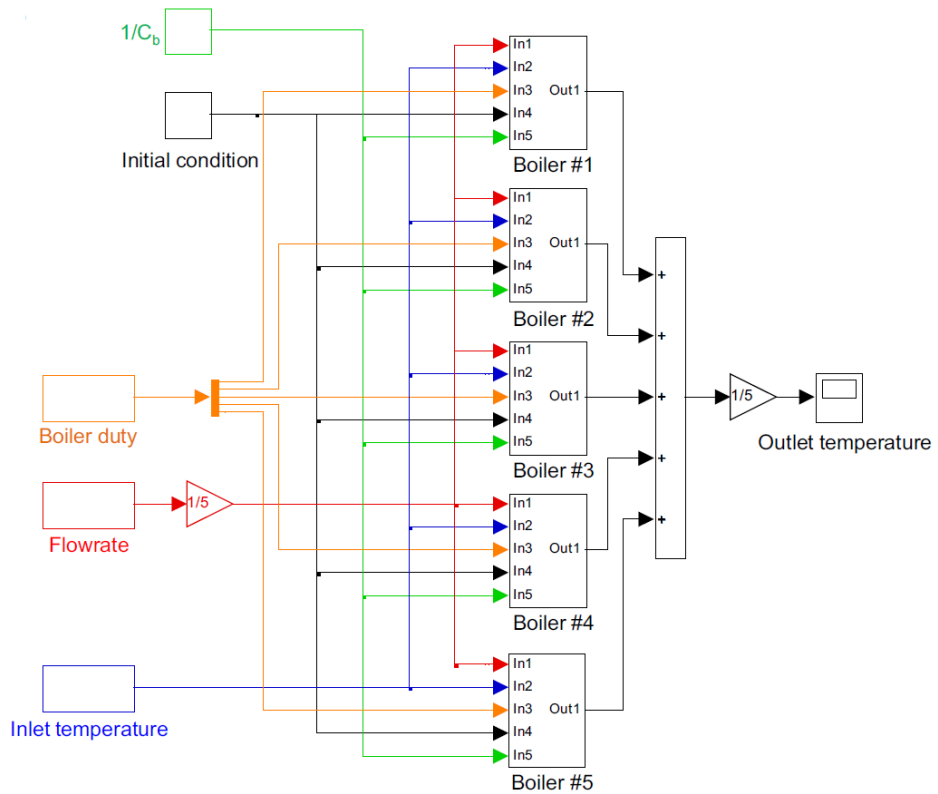 1/C_b
Initial condition
In1
In2
In3
In4
In5
Out1
Boiler #1
In1
In2
In3
In4
In5
Out1
Boiler #2
In1
In2
In3
In4
In5
Out1
Boiler #3
In1
In2
In3
In4
In5
Out1
Boiler #4
In1
In2
In3
In4
In5
Out1
Boiler #5
Boiler duty
1/5
Flowrate
Inlet temperature
+
+
+
+
+
1/5
Outlet temperature